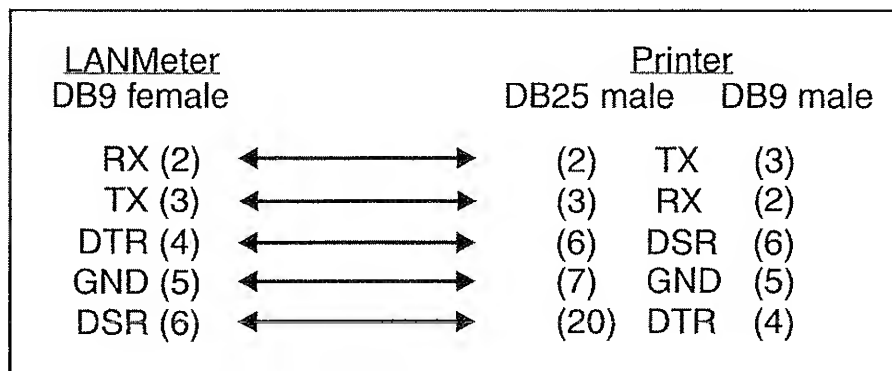 LANMeter Printer
DB9 female DB25 male DB9 male
RX (2) (2) TX (3)
TX (3) (3) RX (2)
DTR (4) (6) DSR (6)
GND (5) (7) GND (5)
DSR (6) (20) DTR (4)